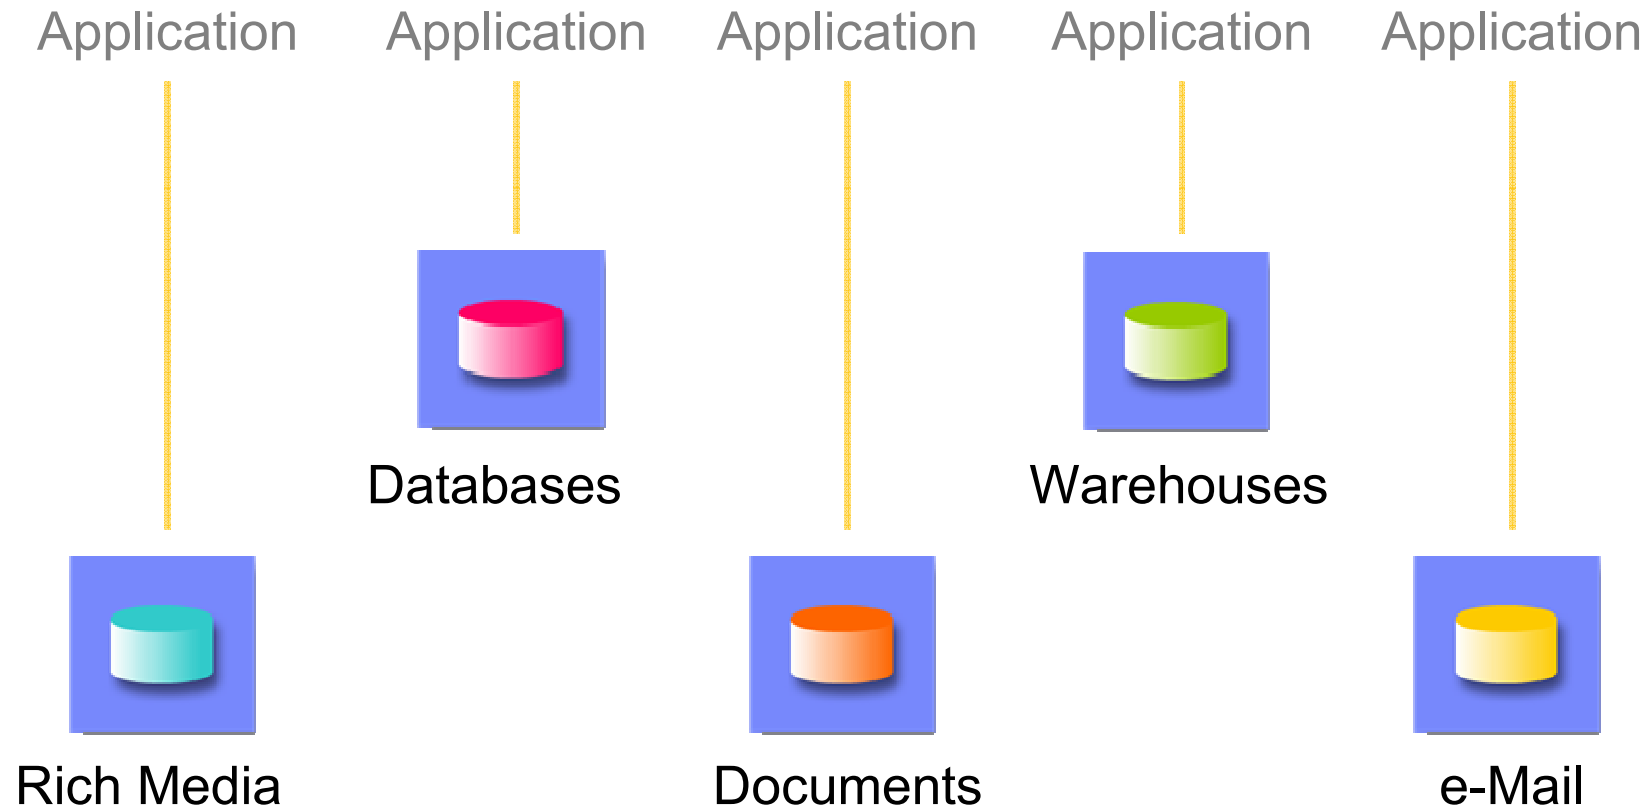 Application Application Application Application Application
Databases Warehouses
Rich Media Documents e-Mail